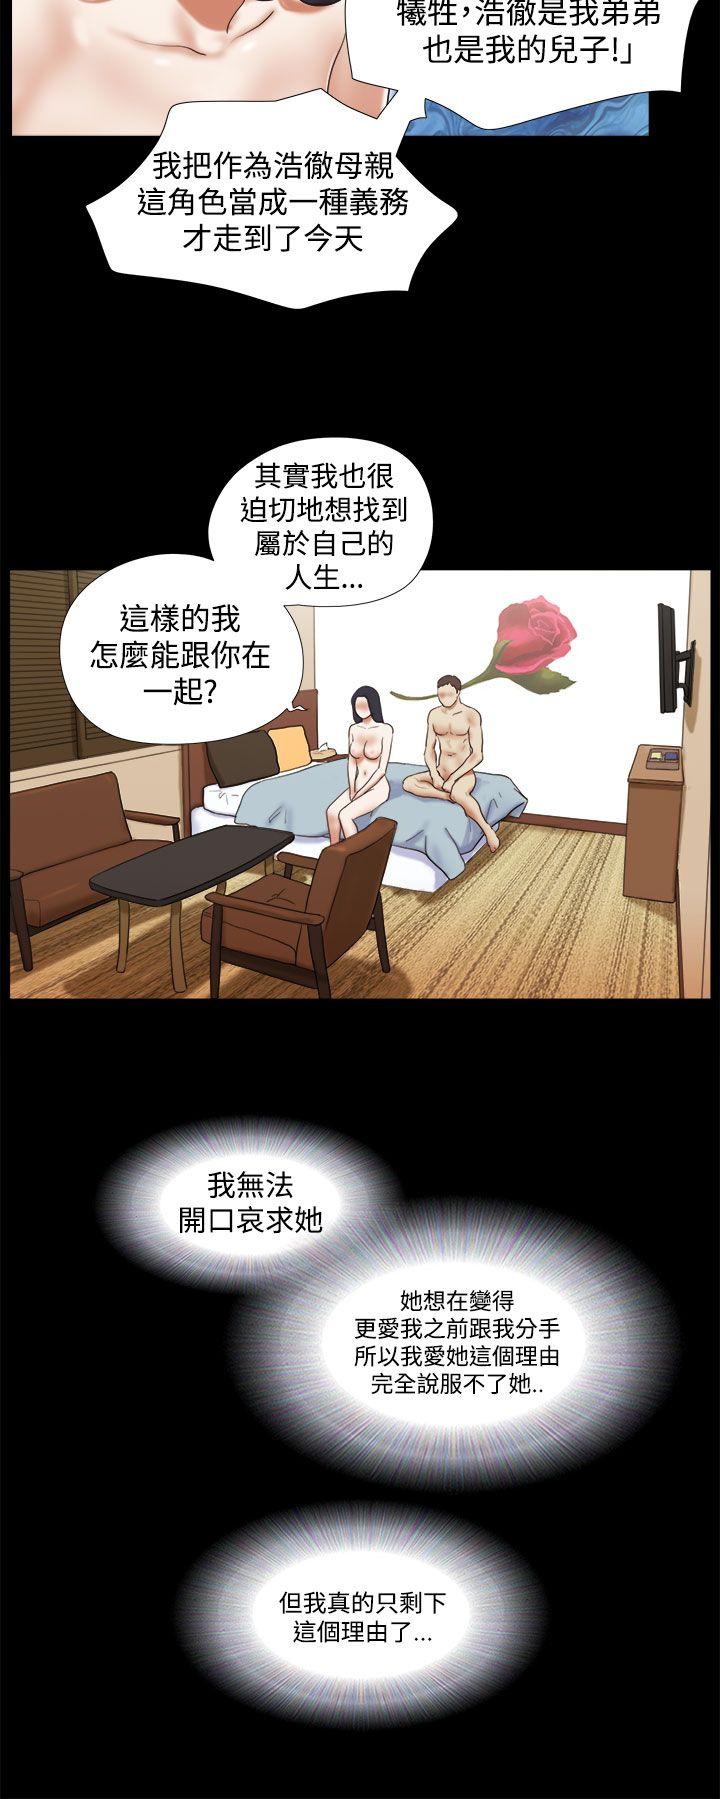 犧牲，浩徹是我弟弟
也是我的兒子!」
我把作為浩徹母親
這角色當成一種義務
才走到了今天
其實我也很
迫切地想找到
屬於自己的
人生...
這樣的我
怎麼能跟你在
一起?
我無法
開口哀求她
她想在變得
更愛我之前跟我分手
所以我愛她這個理由
完全說服不了她..
但我真的只剩下
這個理由了...